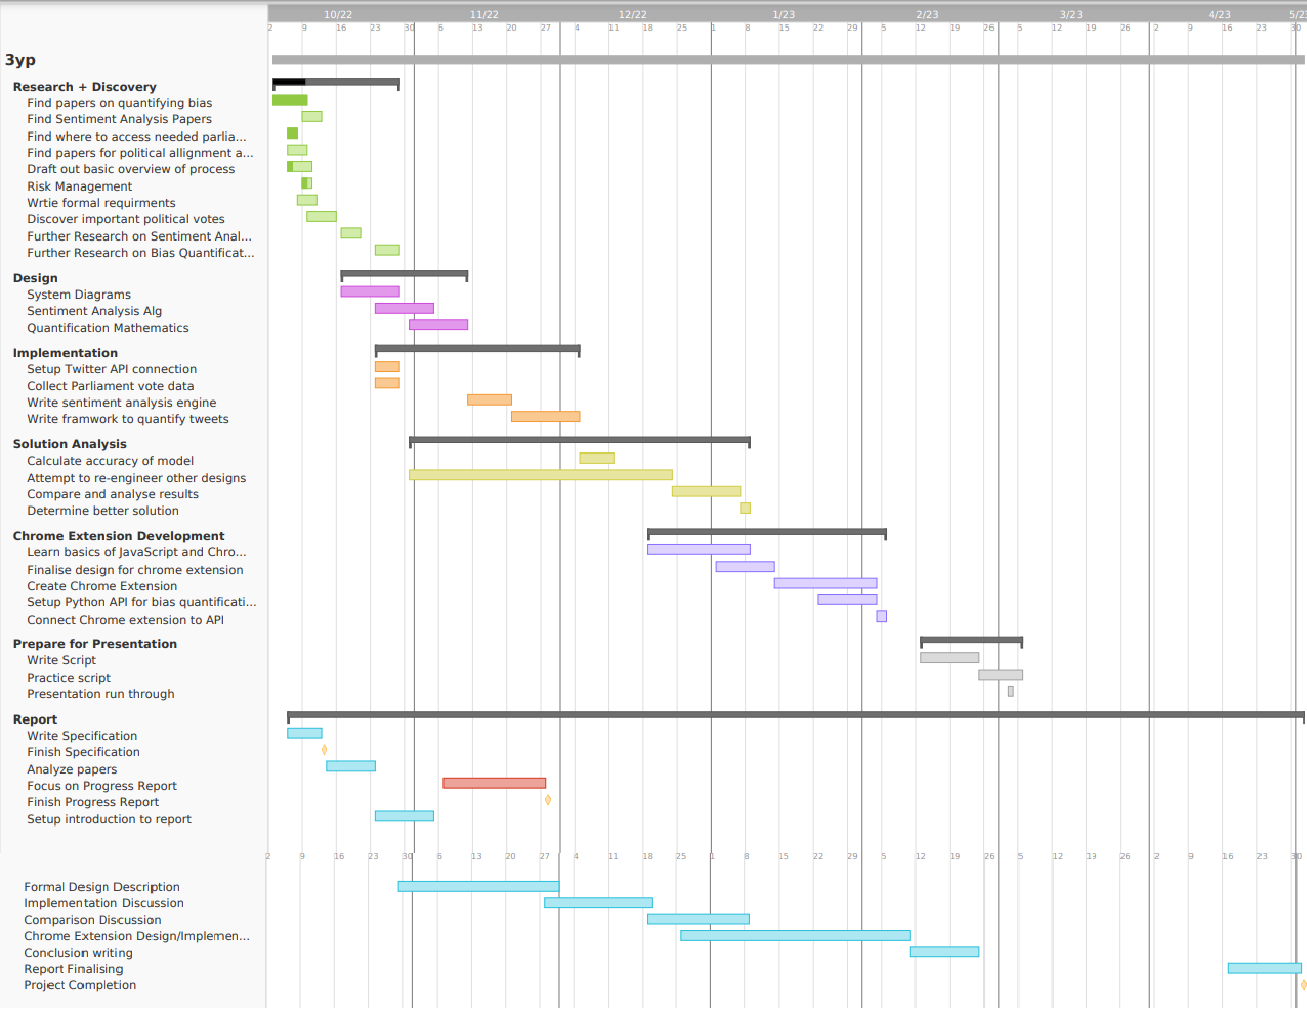 10/22 11/22 12/22 1/23 2/23 3/23 4/23 5/2
2 9 16 23 30 6 13 20 27 4 11 18 25 1 8 15 22 29 5 12 19 26 5 12 19 26 2 9 16 23 30
3yp
Research + Discovery
Find papers on quantifying bias
Find Sentiment Analysis Papers
Find where to access needed parlia...
Find papers for political allignment a...
Draft out basic overview of process
Risk Management
Wrtie formal requirments
Discover important political votes
Further Research on Sentiment Anal...
Further Research on Bias Quantificat...
Design
System Diagrams
Sentiment Analysis Alg
Quantification Mathematics
Implementation
Setup Twitter API connection
Collect Parliament vote data
Write sentiment analysis engine
Write framwork to quantify tweets
Solution Analysis
Calculate accuracy of model
Attempt to re-engineer other designs
Compare and analyse results
Determine better solution
Chrome Extension Development
Learn basics of JavaScript and Chro...
Finalise design for chrome extension
Create Chrome Extension
Setup Python API for bias quantificati...
Connect Chrome extension to API
Prepare for Presentation
Write Script
Practice script
Presentation run through
Report
Write Specification
Finish Specification
Analyze papers
Focus on Progress Report
Finish Progress Report
Setup introduction to report
2 9 16 23 30 6 13 20 27 4 11 18 25 1 8 15 22 29 5 12 19 26 5 12 19 26 2 9 16 23 30
Formal Design Description
Implementation Discussion
Comparison Discussion
Chrome Extension Design/Implemen...
Conclusion writing
Report Finalising
Project Completion